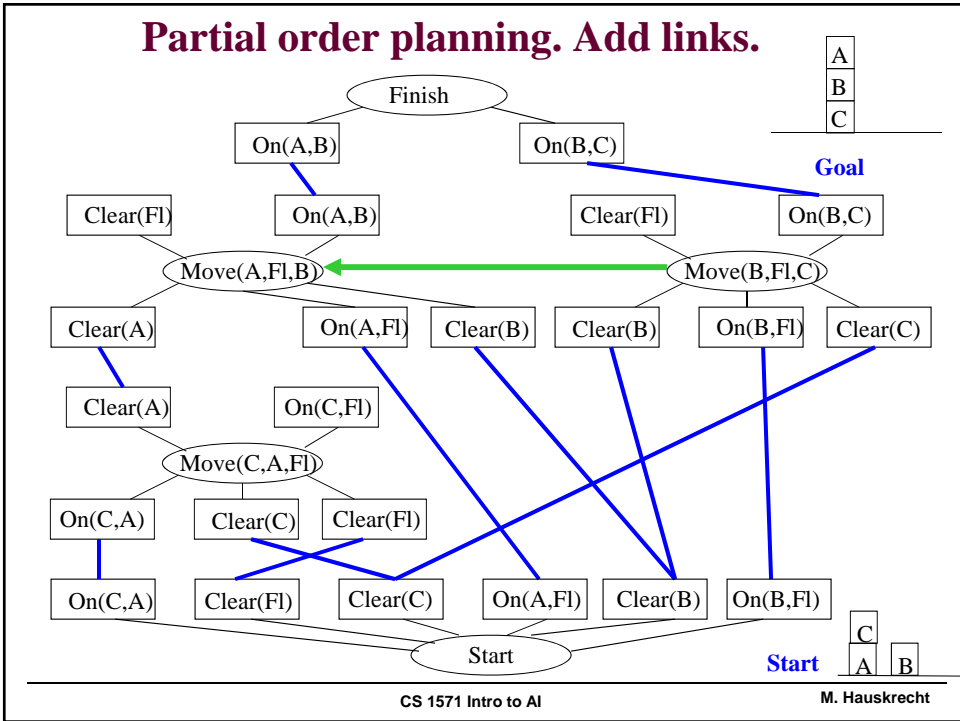 Partial order planning. Add links.
A
B
C
Finish
On(A,B)
On(B,C)
Goal
Clear(Fl)
On(A,B)
Clear(Fl)
On(B,C)
Move(A,Fl,B)
Move(B,Fl,C)
Clear(A)
On(A,Fl)
Clear(B)
Clear(B)
On(B,Fl)
Clear(C)
Clear(A)
On(C,Fl)
Move(C,A,Fl)
On(C,A)
Clear(C)
Clear(Fl)
On(C,A)
Clear(Fl)
Clear(C)
On(A,Fl)
Clear(B)
On(B,Fl)
Start
C
Start
A B
CS 1571 Intro to AI
M. Hauskrecht